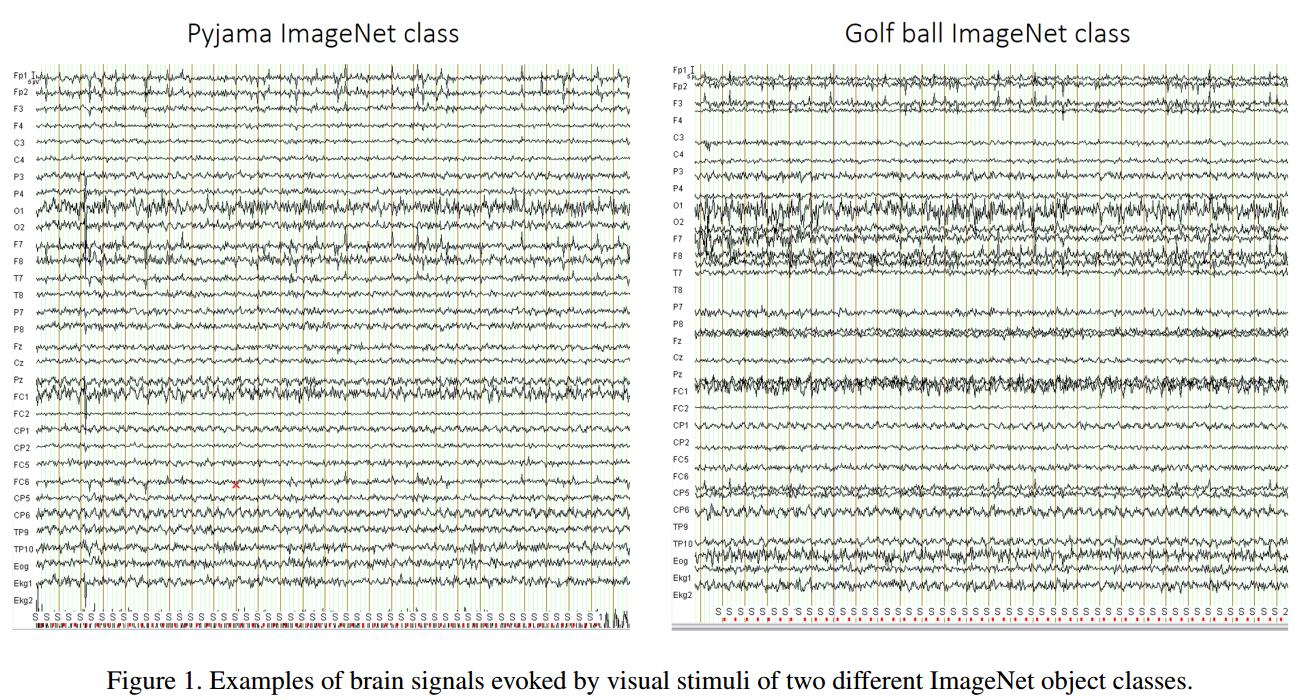 Pyjama ImageNet class
Golf ball ImageNet class
Fp1
Fp2
F3
F4
C3
C4
P3
P4
O1
O2
F7
F8
T7
T8
P7
P8
Fz
Cz
Pz
FC1
FC2
CP1
CP2
FC5
FC6
CP5
CP6
TP9
TP10
Eog
Ekg1
Ekg2
S S S S S S S S S S S S S S S S S S S S S S S S S S S S S S S S S S S S S S S S S S S S S S S S S S S 1
Fp1
Fp2
F3
F4
C3
C4
P3
P4
O1
O2
F7
F8
T7
T8
P7
P8
Fz
Cz
Pz
FC1
FC2
CP1
CP2
FC5
FC6
CP5
CP6
TP9
TP10
Eog
Ekg1
Ekg2
S S S S S S S S S S S S S S S S S S S S S S S S S S S S S S S S S S S S S S S S S S S S S S S S S S 2
Figure 1. Examples of brain signals evoked by visual stimuli of two different ImageNet object classes.